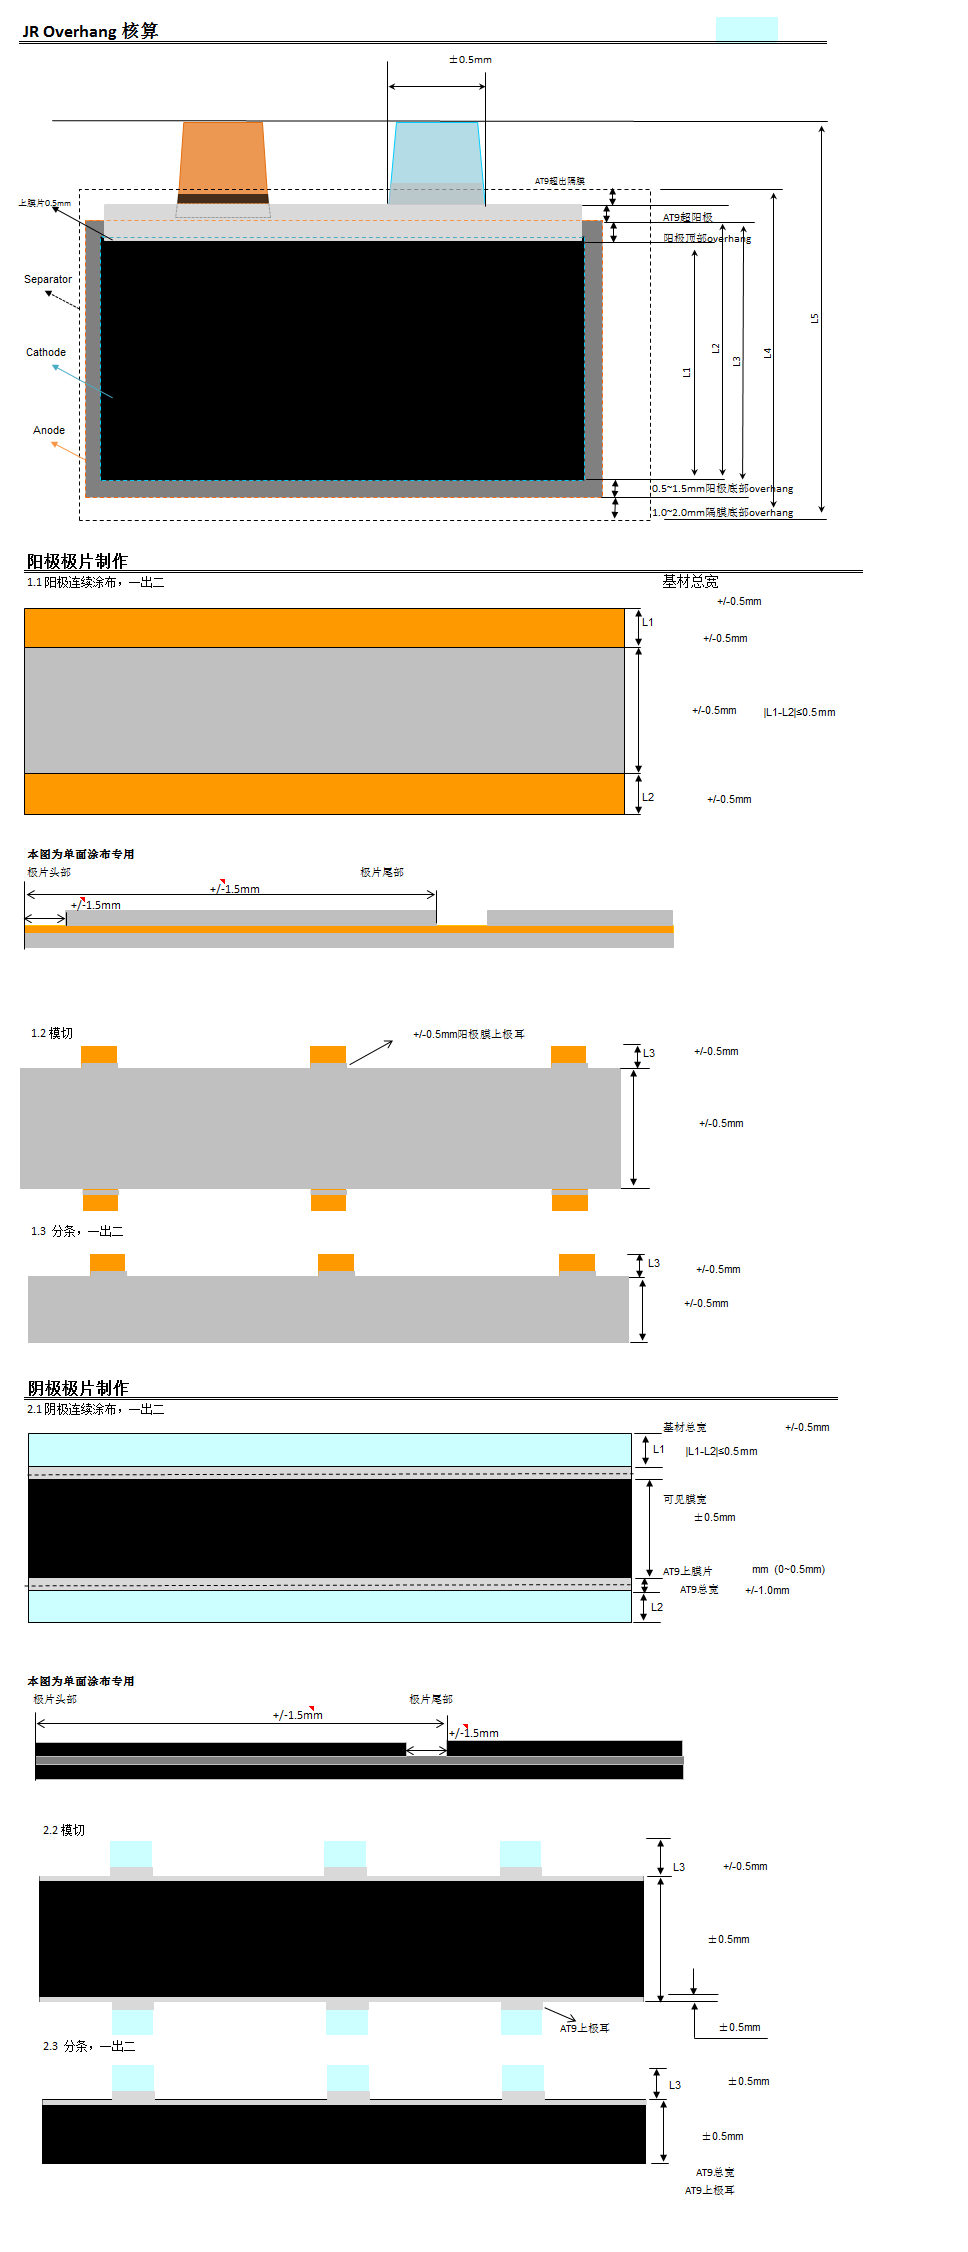 JR Overhang 核算
±0.5mm
AT9超出隔膜
上膜片0.5mm
AT9超阳极
阳极顶部overhang
Separator
Cathode
Anode
L1
L2
L3
L4
L5
0.5~1.5mm阳极底部overhang
1.0~2.0mm隔膜底部overhang
阳极极片制作
1.1 阳极连续涂布，一出二
基材总宽
+/-0.5mm
L1
+/-0.5mm
+/-0.5mm
|L1-L2|≤0.5mm
L2
+/-0.5mm
本图为单面涂布专用
极片头部
极片尾部
+/-1.5mm
+/-1.5mm
1.2 模切
+/-0.5mm阳极膜上极耳
L3
+/-0.5mm
+/-0.5mm
1.3 分条，一出二
L3
+/-0.5mm
+/-0.5mm
阴极极片制作
2.1 阴极连续涂布，一出二
基材总宽
+/-0.5mm
L1
|L1-L2|≤0.5mm
可见膜宽
±0.5mm
AT9上膜片
mm (0~0.5mm)
AT9总宽
+/-1.0mm
L2
本图为单面涂布专用
极片头部
极片尾部
+/-1.5mm
+/-1.5mm
2.2 模切
L3
+/-0.5mm
±0.5mm
AT9上极耳
±0.5mm
2.3 分条，一出二
L3
±0.5mm
±0.5mm
AT9总宽
AT9上极耳